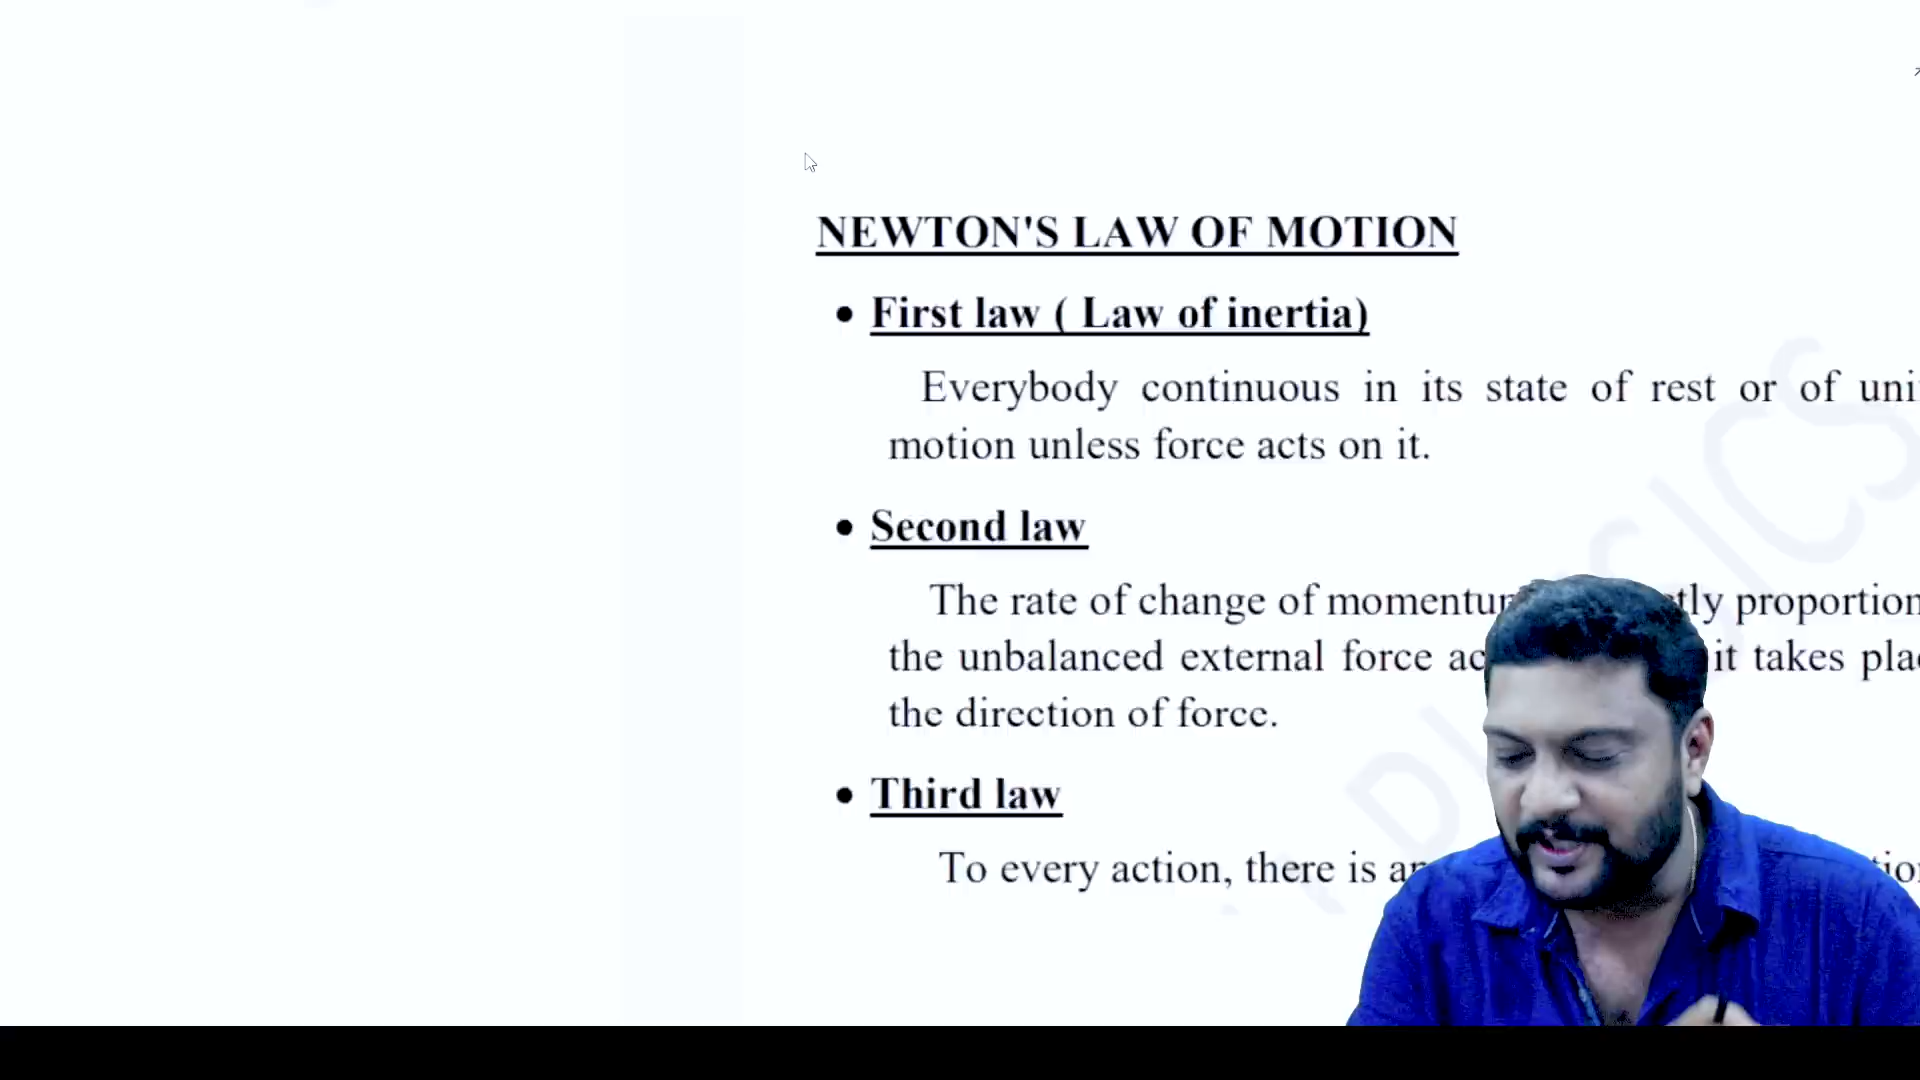 NEWTON'S LAW OF MOTION
• First law ( Law of inertia)
Everybody continuous in its state of rest or of
motion unless force acts on it.
• Second law
The rate of change of proportion
the unbalanced external force it takes
the direction of force.
• Third law
To every action, there is
PHYSICS